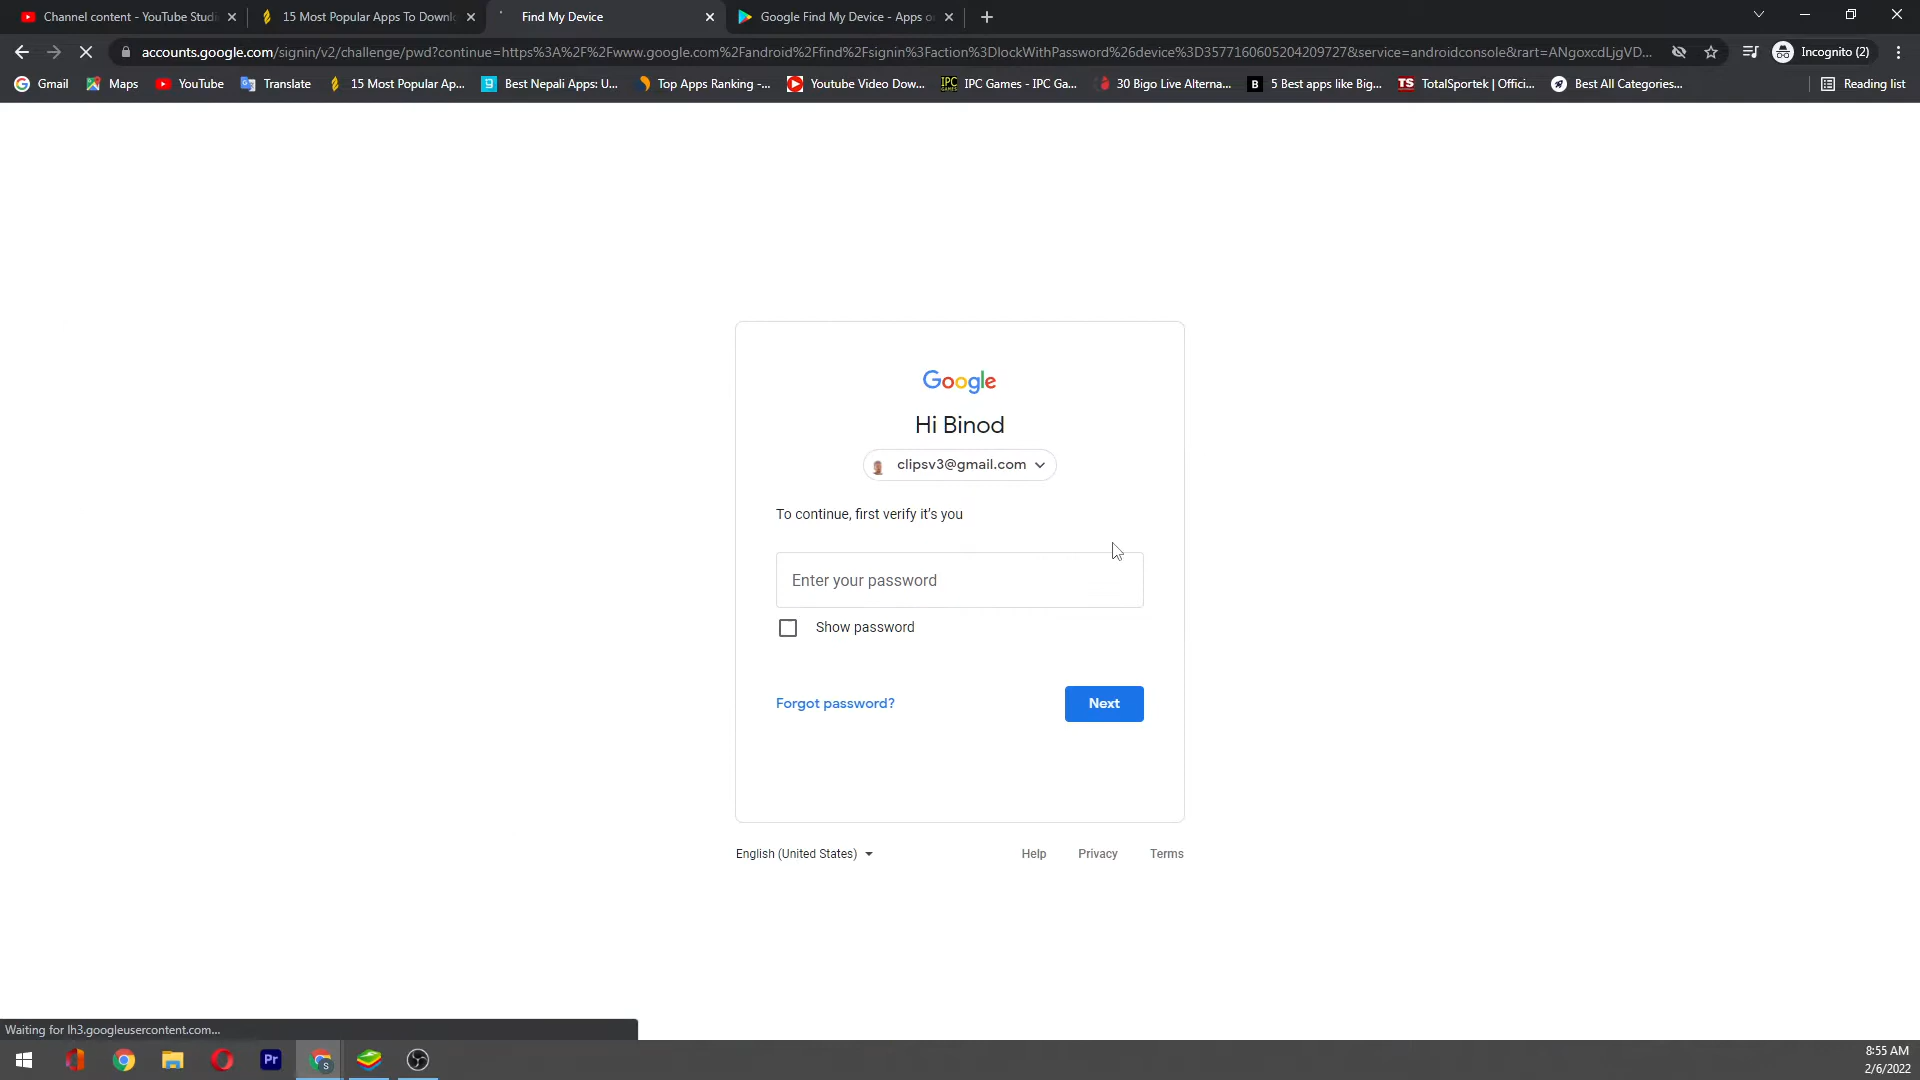 Channel content - YouTube Studi
15 Most Popular Apps To Downlo
Find My Device
Google Find My Device - Apps o
accounts.google.com/signin/v2/challenge/pwd?continue=https%3A%2F%2Fwww.google.com%2Fandroid%2Ffind%2Fsignin%3Faction%3DlockWithPassword%26device%3D3577160605204209727&service=androidconsole&rart=ANgoxcdLjgVD...
Incognito (2)
Gmail
Maps
YouTube
Translate
15 Most Popular Ap...
Best Nepali Apps: U...
Top Apps Ranking -...
Youtube Video Dow...
IPC Games - IPC Ga...
30 Bigo Live Alterna...
B
5 Best apps like Big...
TS
TotalSportek | Offici...
Best All Categories...
Reading list
Google
Hi Binod
clipsv3@gmail.com
To continue, first verify it's you
Enter your password
Show password
Forgot password?
Next
English (United States)
Help
Privacy
Terms
Waiting for lh3.googleusercontent.com...
Pr
S
8:55 AM
2/6/2022